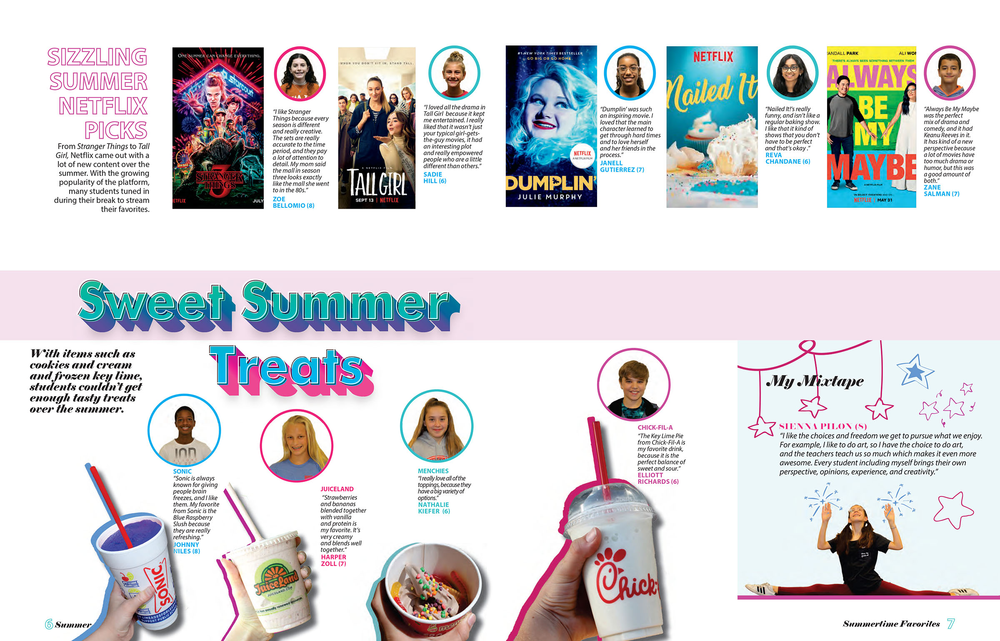 SIZZLING
SUMMER
NETFLIX
PICKS
From Stranger Things to Tall
Girl, Netflix came out with a
lot of new content over the
summer. With the growing
popularity of the platform,
many students tuned in
during their break to stream
their favorites.
ONE SUMMER CAN CHANGE EVERYTHING.
starcourt
STRANGER
THINGS
3
ETFLIX
JULY
“I like Stranger
Things because every
season is different
and really creative.
The sets are really
accurate to the time
period, and they pay
a lot of attention to
detail. My mom said
the mall in season
three looks exactly
like the mall she went
to in the 80s.”
ZOE
BELLOMIO (8)
WHEN YOU DON'T FIT IN, STAND TALL.
A NETFLIX FILM
TALL GIRL
SEPT 13 | NETFLIX
“I loved all the drama in
Tall Girl because it kept
me entertained. I really
liked that it wasn’t just
your typical girl-gets-
the-guy movies, it had
an interesting plot
and really empowered
people who are a little
different than others.”
SADIE
HILL (6)
#1 NEW YORK TIMES BESTSELLER
GO BIG OR GO HOME.
NETFLIX
A NETFLIX FILM
DUMPLIN'
JULIE MURPHY
“Dumplin’ was such
an inspiring movie. I
loved that the main
character learned to
get through hard times
and to love herself
and her friends in the
process.”
JANELL
GUTIERREZ (7)
NETFLIX
Nailed It
“Nailed It!’s really
funny, and isn’t like a
regular baking show.
I like that it kind of
shows that you don’t
have to be perfect
and that’s okay .”
REVA
CHANDANE (6)
ANDALL PARK ALI WON
THERE'S ALWAYS BEEN SOMETHING BETWEEN THEM
ALWAYS
BE
MY
MAYBE
A NETFLIX FILM
IN SELECT THEATERS AND ON
NETFLIX | MAY 31
“Always Be My Maybe
was the perfect
mix of drama and
comedy, and it had
Keanu Reeves in it.
It has kind of a new
perspective because
a lot of movies have
too much drama or
humor, but this was
a good amount of
both.”
ZANE
SALMAN (7)
Sweet Summer
Treats
With items such as
cookies and cream
and frozen key lime,
students couldn’t get
enough tasty treats
over the summer.
SONIC
“Sonic is always
known for giving
people brain
freezes, and I like
them. My favorite
from Sonic is the
Blue Raspberry
Slush because
they are really
refreshing.”
JOHNNY
NILES (8)
SONIC
JUICELAND
“Strawberries
and bananas
blended together
with vanilla
and protein is
my favorite. It’s
very creamy
and blends well
together.”
HARPER
ZOLL (7)
JuiceLand
JUICELAND.COM
from annually renewed resources.
MENCHIES
“I really love all of the
toppings, because they
have a big variety of
options.”
NATHALIE
KIEFER (6)
CHICK-FIL-A
“The Key Lime Pie
from Chick-Fil-A is
my favorite drink,
because it is the
perfect balance of
sweet and sour.”
ELLIOTT
RICHARDS (6)
Chick-
My Mixtape
SIENNA PILON (8)
“I like the choices and freedom we get to pursue what we enjoy.
For example, I like to do art, so I have the choice to do art,
and the teachers teach us so much which makes it even more
awesome. Every student including myself brings their own
perspective, opinions, experience, and creativity.”
6 Summer
Summertime Favorites 7